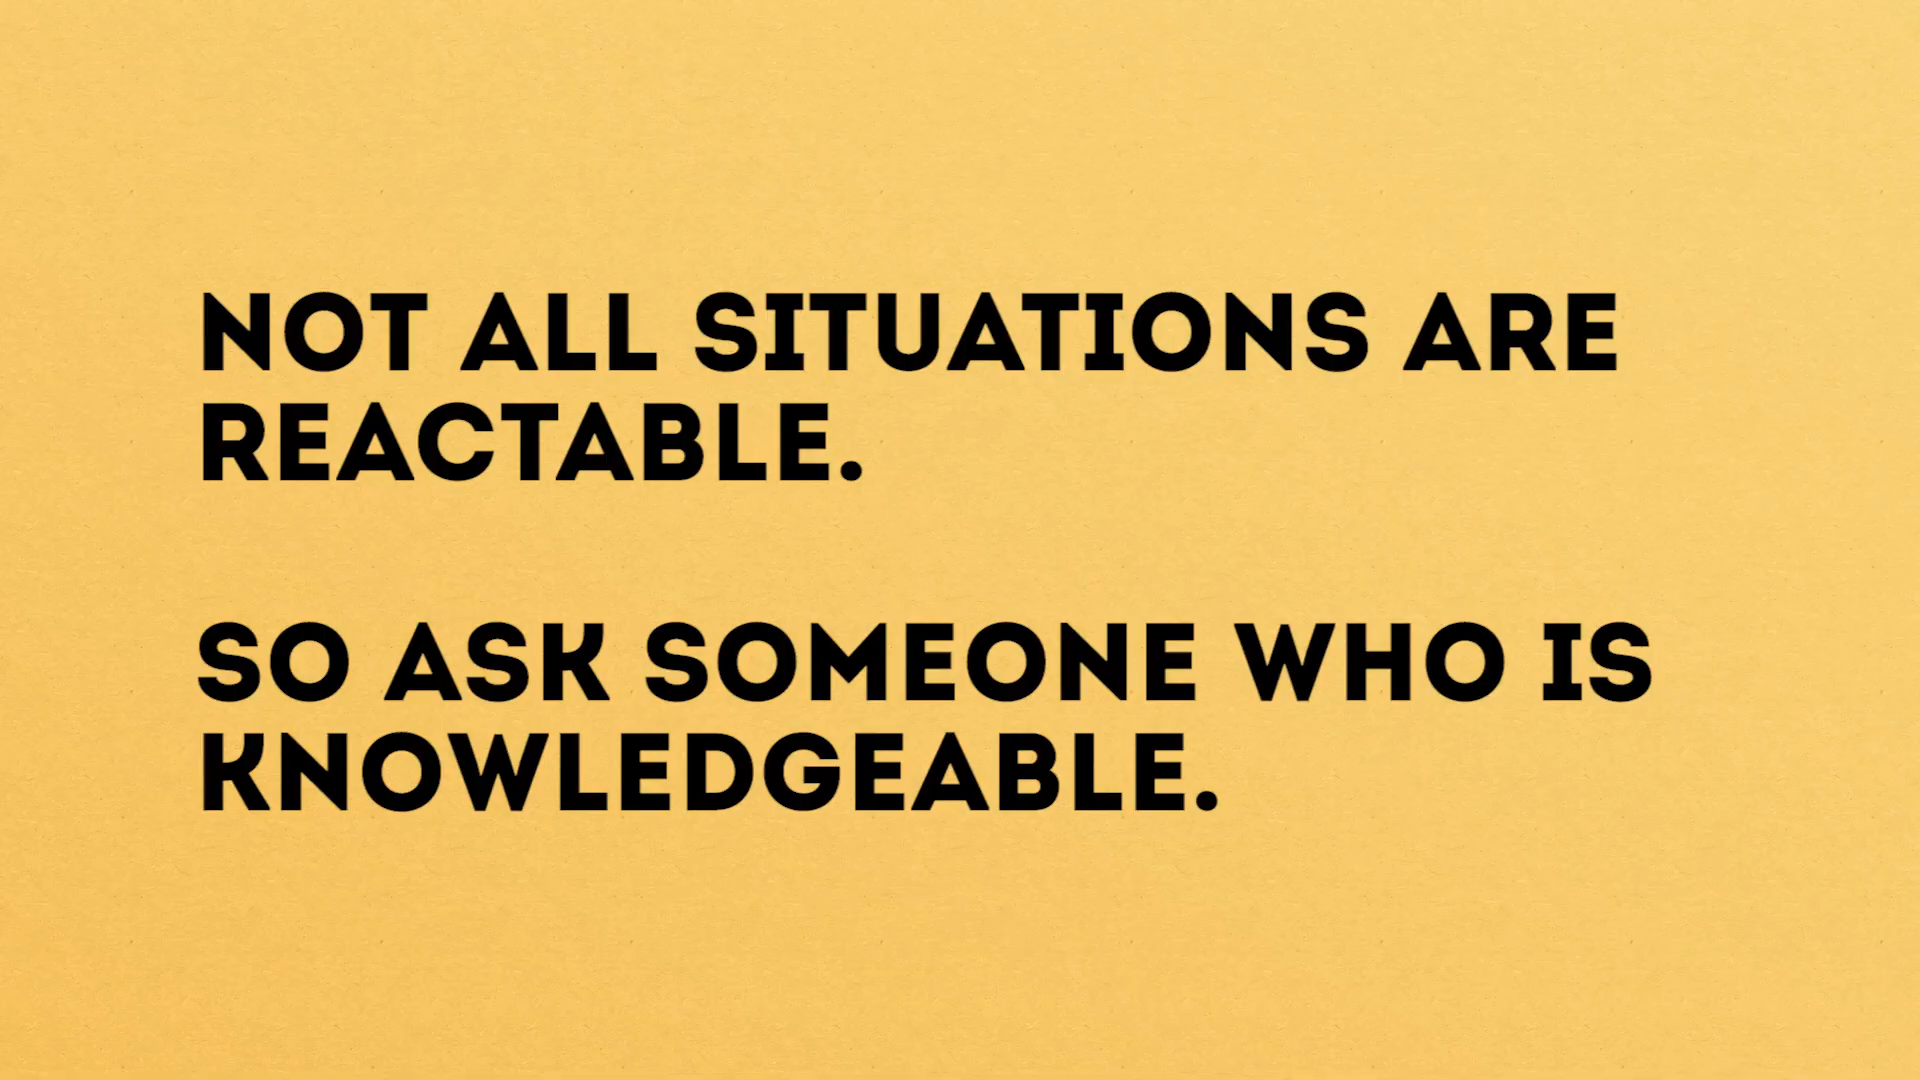 NOT ALL SITUATIONS ARE
REACTABLE.
SO ASK SOMEONE WHO IS
KNOWLEDGEABLE.